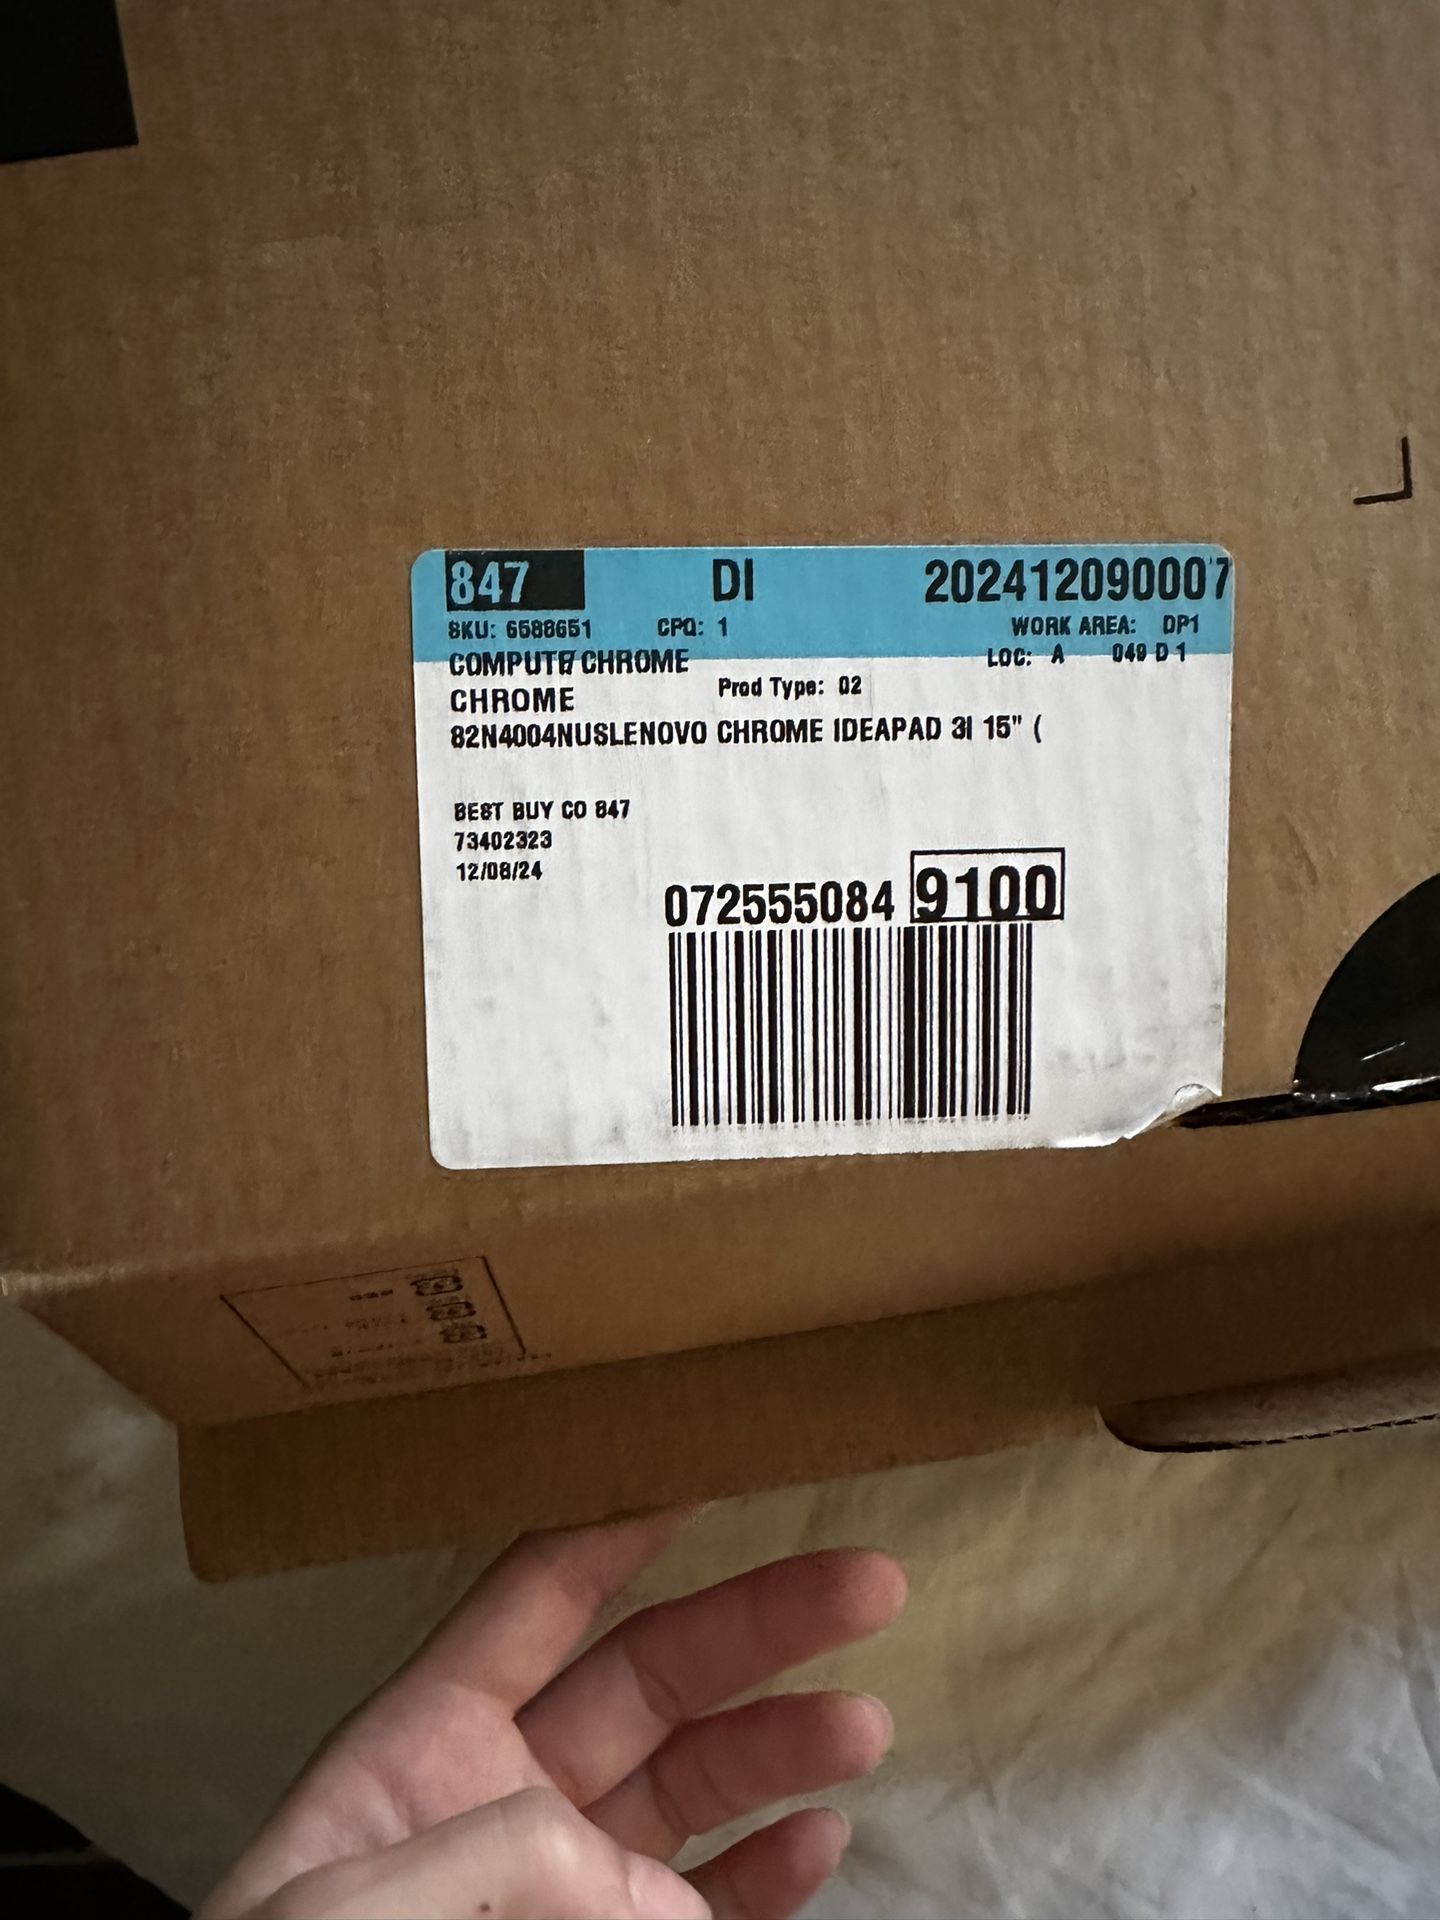 847 DI 202412090007
SKU: 6588651 CPQ: 1 WORK AREA: DP1
COMPUTE/CHROME LOC: A 049 D 1
CHROME Prod Type: 02
82N4004NUSLENOVO CHROME IDEAPAD 3I 15" (
BEST BUY CO 847
73402323
12/08/24
072555084 9100